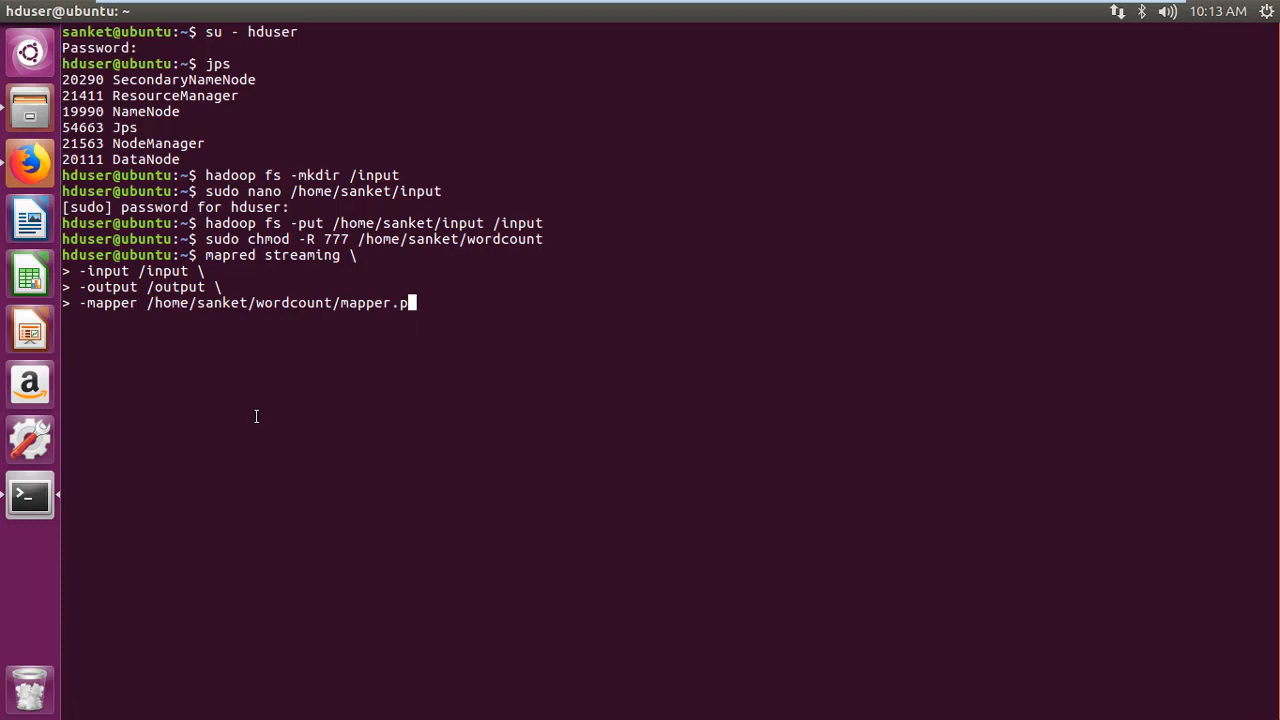 hduser@ubuntu: ~
10:13 AM
sanket@ubuntu:~$ su - hduser
Password:
hduser@ubuntu:~$ jps
20290 SecondaryNameNode
21411 ResourceManager
19990 NameNode
54663 Jps
21563 NodeManager
20111 DataNode
hduser@ubuntu:~$ hadoop fs -mkdir /input
hduser@ubuntu:~$ sudo nano /home/sanket/input
[sudo] password for hduser:
hduser@ubuntu:~$ hadoop fs -put /home/sanket/input /input
hduser@ubuntu:~$ sudo chmod -R 777 /home/sanket/wordcount
hduser@ubuntu:~$ mapred streaming \
> -input /input \
> -output /output \
> -mapper /home/sanket/wordcount/mapper.p